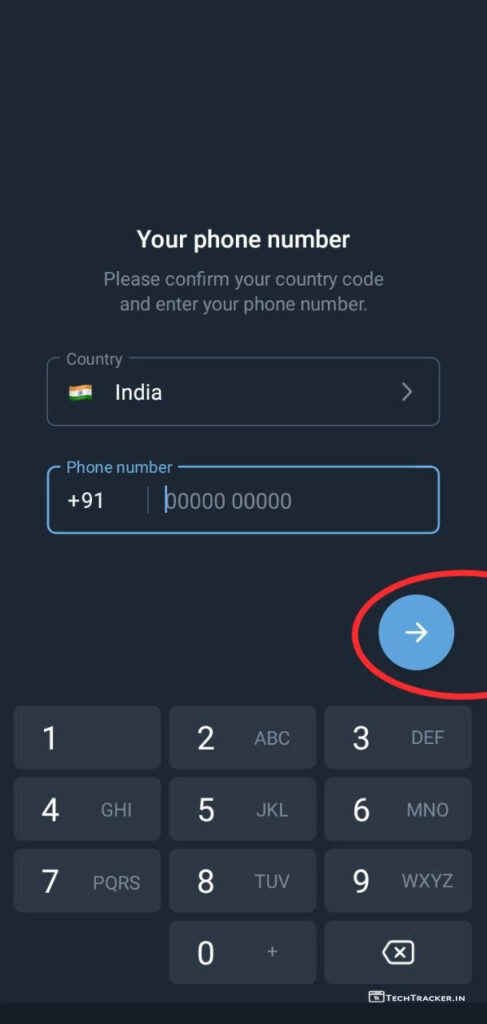 Your phone number
Please confirm your country code
and enter your phone number.
Country
India
Phone number
+91 00000 00000
1
2 ABC
3 DEF
4 GHI
5 JKL
6 MNO
7 PQRS
8 TUV
9 WXYZ
0 +
TECHTRACKER.IN